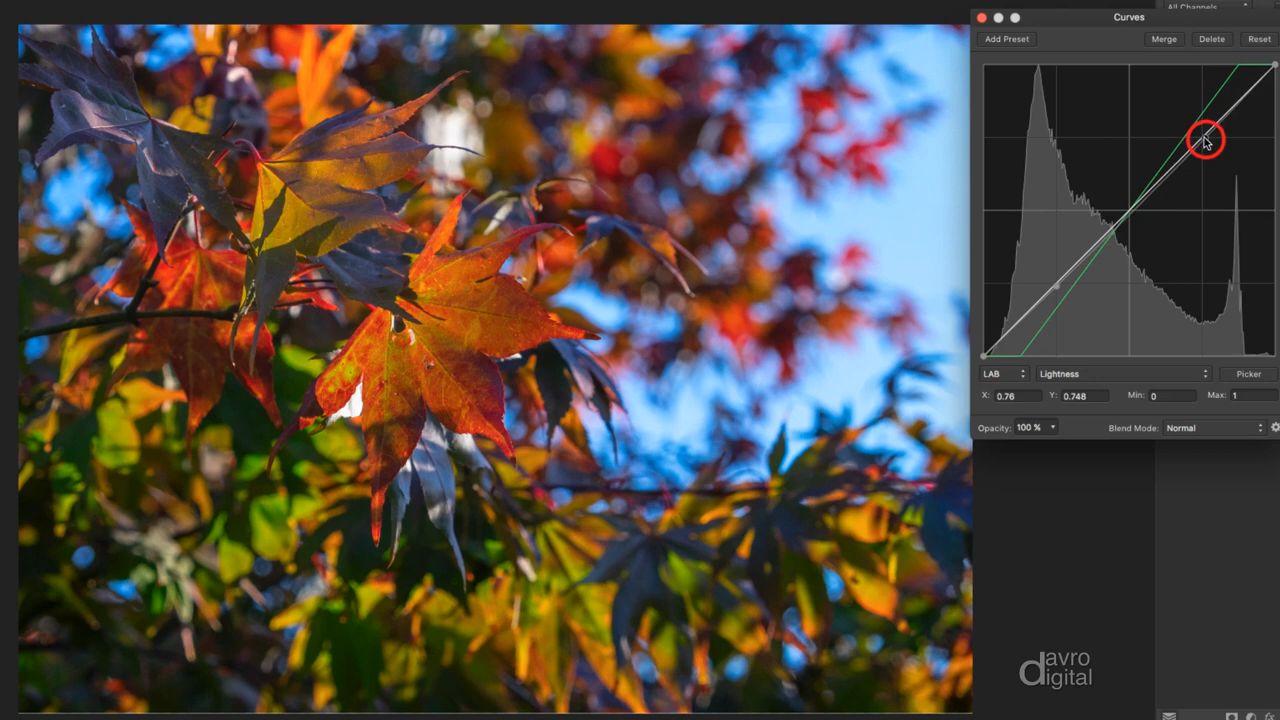 All Channels
Curves
Add Preset
Merge
Delete
Reset
LAB
Lightness
Picker
X: 0.76
Y: 0.748
Min: 0
Max: 1
Opacity: 100 %
Blend Mode: Normal
davro
digital